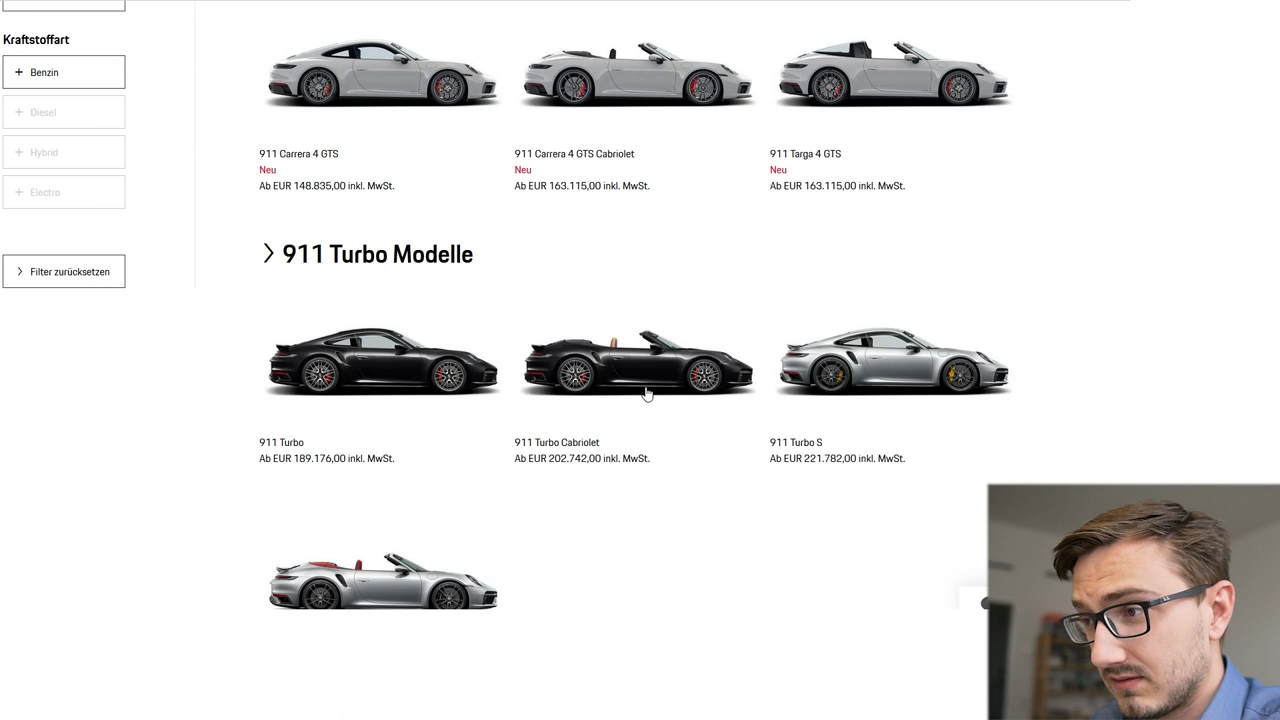 Kraftstoffart
+ Benzin
+ Diesel
+ Hybrid
+ Electro
Filter zurücksetzen
911 Carrera 4 GTS
Neu
Ab EUR 148.835,00 inkl. MwSt.
911 Carrera 4 GTS Cabriolet
Neu
Ab EUR 163.115,00 inkl. MwSt.
911 Targa 4 GTS
Neu
Ab EUR 163.115,00 inkl. MwSt.
911 Turbo Modelle
911 Turbo
Ab EUR 189.176,00 inkl. MwSt.
911 Turbo Cabriolet
Ab EUR 202.742,00 inkl. MwSt.
911 Turbo S
Ab EUR 221.782,00 inkl. MwSt.